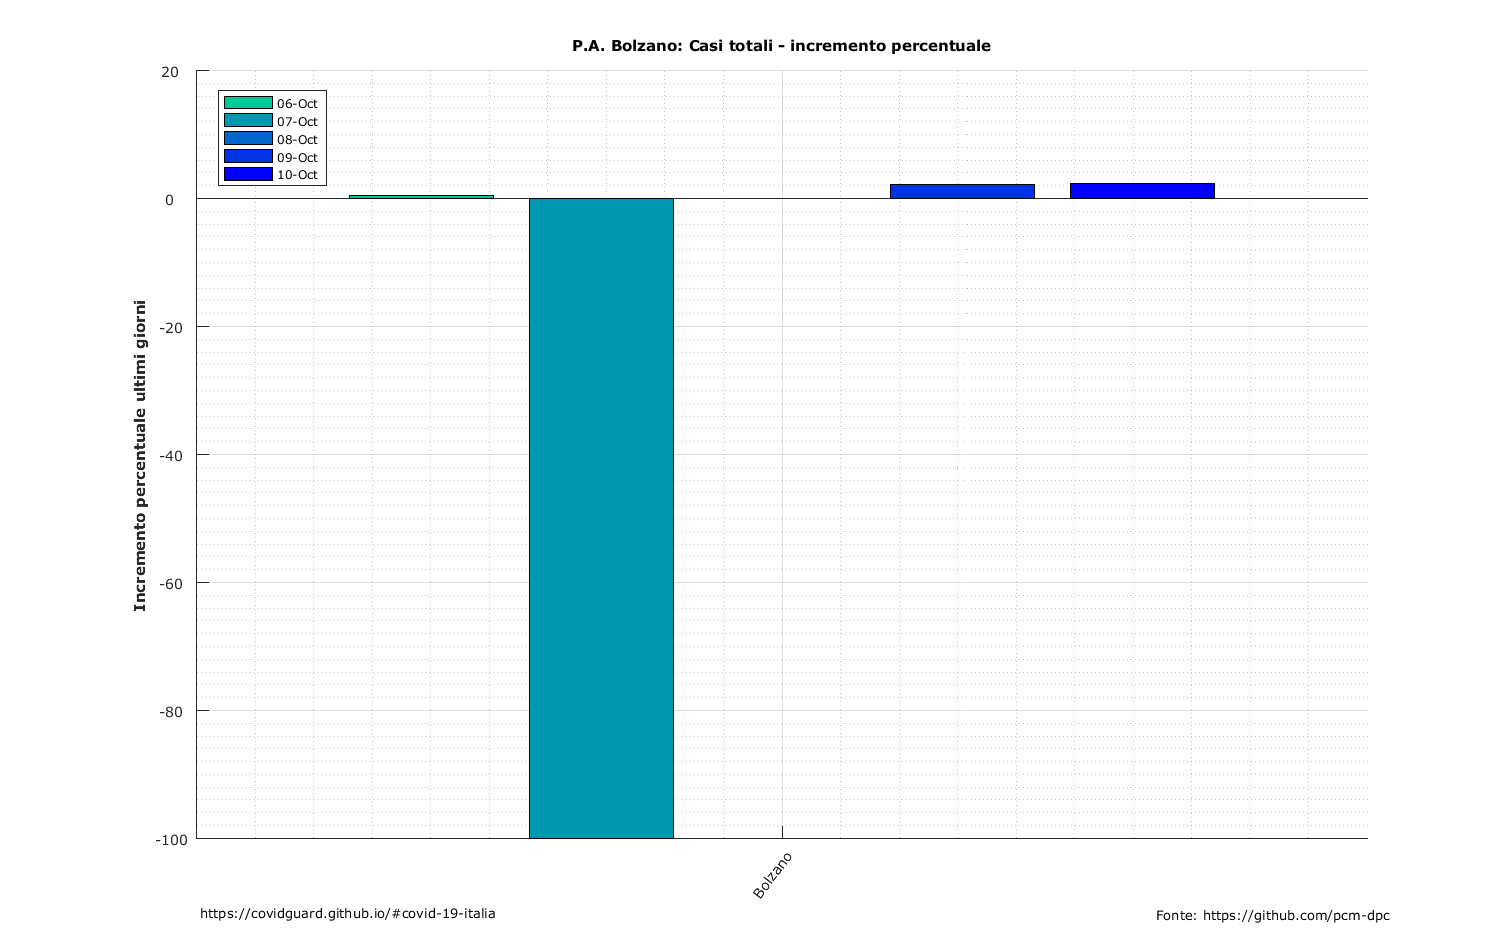 P.A. Bolzano: Casi totali - incremento percentuale
20
0
-20
-40
-60
-80
-100
06-Oct
07-Oct
08-Oct
09-Oct
10-Oct
Incremento percentuale ultimi giorni
Bolzano
https://covidguard.github.io/#covid-19-italia
Fonte: https://github.com/pcm-dpc